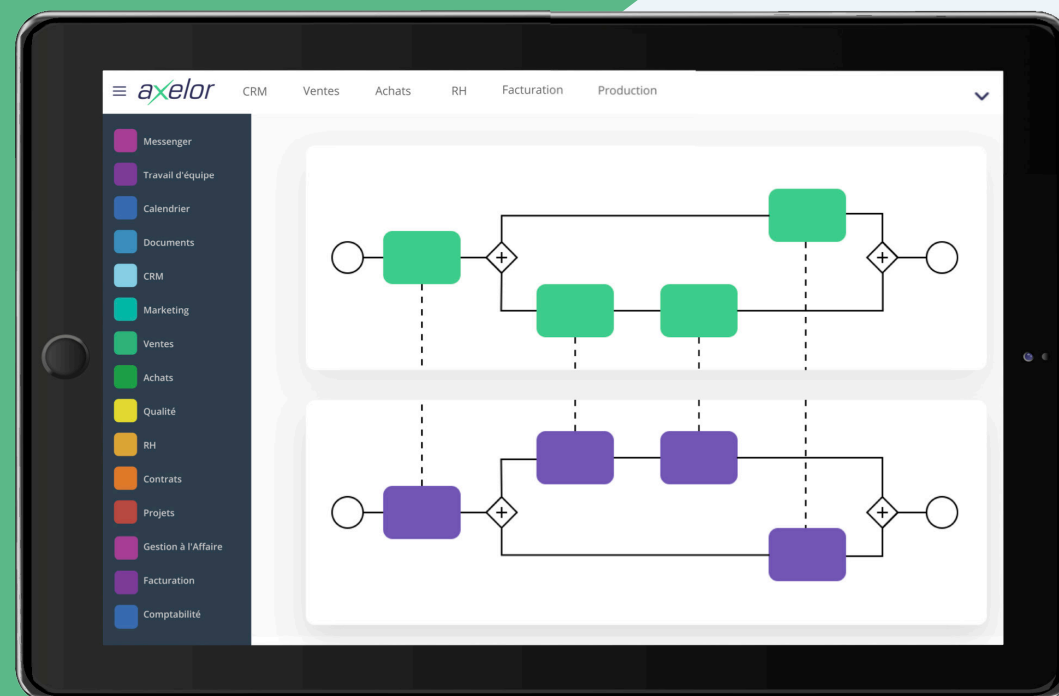 axelor CRM Ventes Achats RH Facturation Production
Messenger
Travail d'équipe
Calendrier
Documents
CRM
Marketing
Ventes
Achats
Qualité
RH
Contrats
Projets
Gestion à l'Affaire
Facturation
Comptabilité